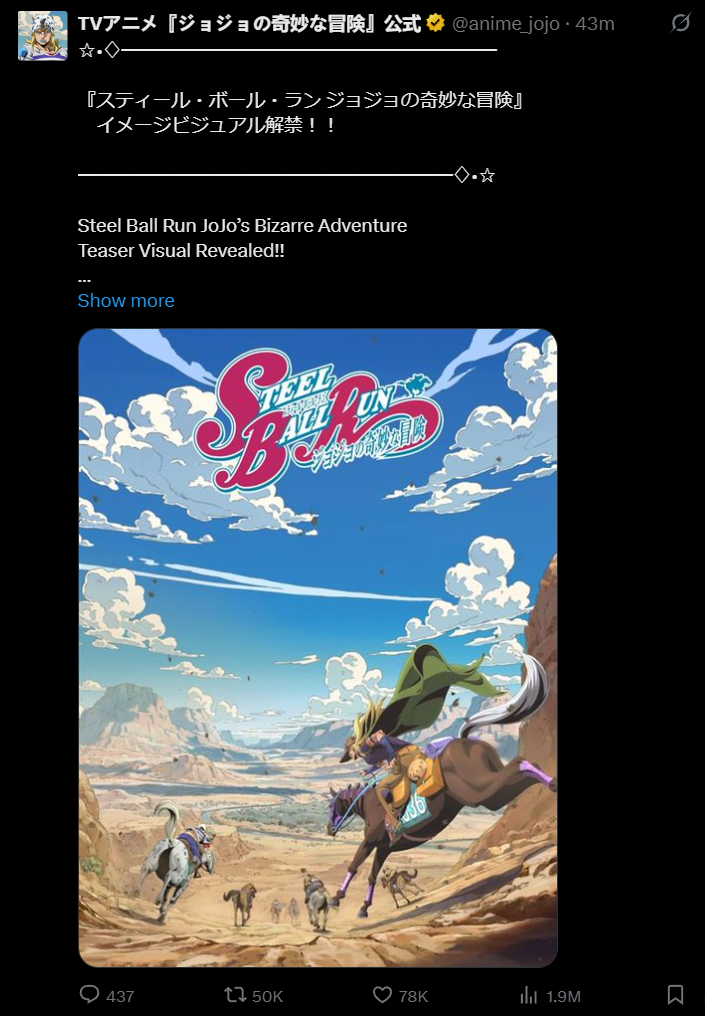 TVアニメ『ジョジョの奇妙な冒険』公式 @anime_jojo · 43m
☆•◇━━━━━━━━━━━━━━━━━━━━
『スティール・ボール・ラン ジョジョの奇妙な冒険』
イメージビジュアル解禁！！
━━━━━━━━━━━━━━━━━━━━◇•☆
Steel Ball Run JoJo’s Bizarre Adventure
Teaser Visual Revealed!!
...
Show more
STEEL
BALL RUN
ジョジョの奇妙な冒険
437 50K 78K 1.9M